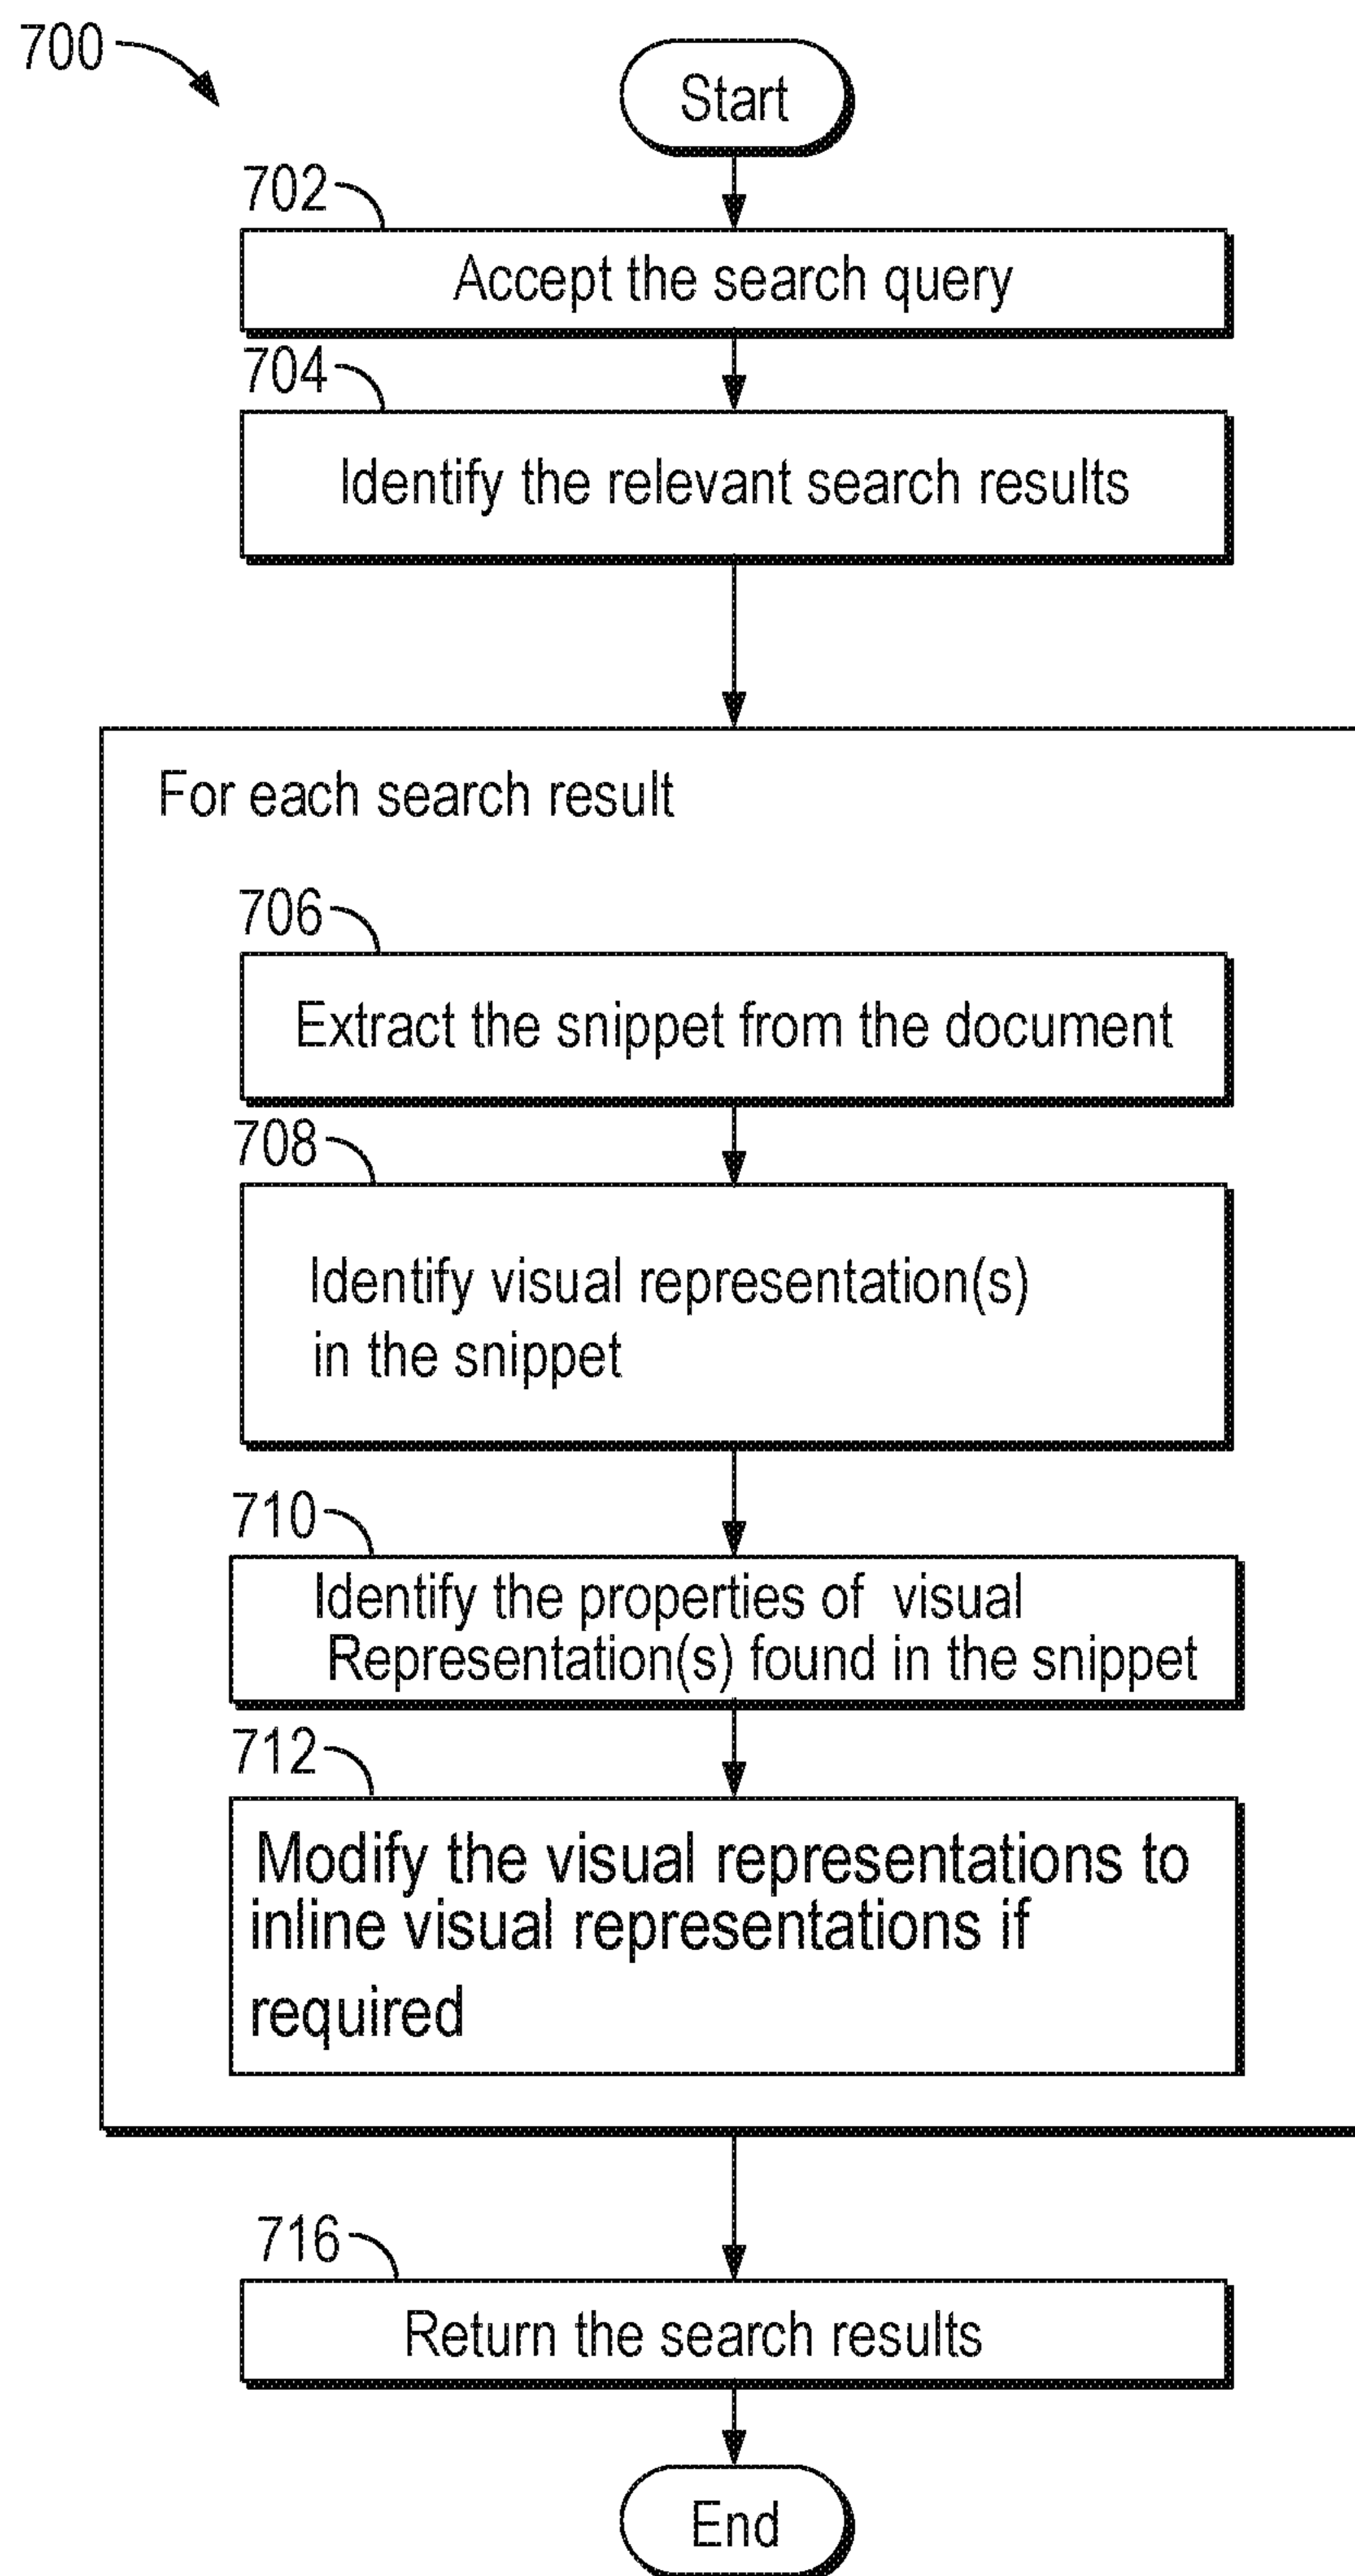 700
Start
702
Accept the search query
704
Identify the relevant search results
For each search result
706
Extract the snippet from the document
708
Identify visual representation(s)
in the snippet
710
Identify the properties of visual
Representation(s) found in the snippet
712
Modify the visual representations to
inline visual representations if
required
716
Return the search results
End